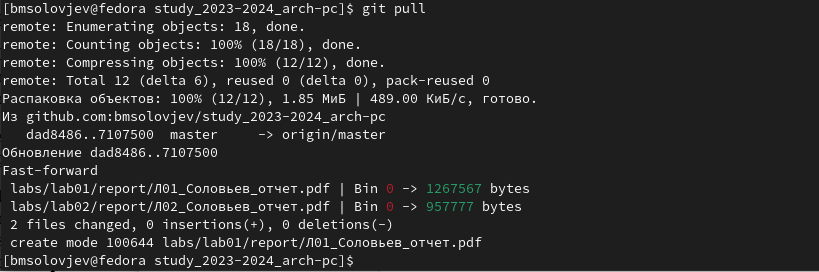 [bmsolovjev@fedora study_2023-2024_arch-pc]$ git pull
remote: Enumerating objects: 18, done.
remote: Counting objects: 100% (18/18), done.
remote: Compressing objects: 100% (12/12), done.
remote: Total 12 (delta 6), reused 0 (delta 0), pack-reused 0
Распаковка объектов: 100% (12/12), 1.85 МиБ | 489.00 КиБ/с, готово.
Из github.com:bmsolovjev/study_2023-2024_arch-pc
   dad8486..7107500  master     -> origin/master
Обновление dad8486..7107500
Fast-forward
 labs/lab01/report/Л01_Соловьев_отчет.pdf | Bin 0 -> 1267567 bytes
 labs/lab02/report/Л02_Соловьев_отчет.pdf | Bin 0 -> 957777 bytes
 2 files changed, 0 insertions(+), 0 deletions(-)
 create mode 100644 labs/lab01/report/Л01_Соловьев_отчет.pdf
[bmsolovjev@fedora study_2023-2024_arch-pc]$